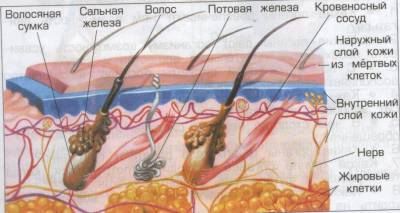 Волосяная сумка
Сальная железа
Волос
Потовая железа
Кровеносный сосуд
Наружный слой кожи из мёртвых клеток
Внутренний слой кожи
Нерв
Жировые клетки